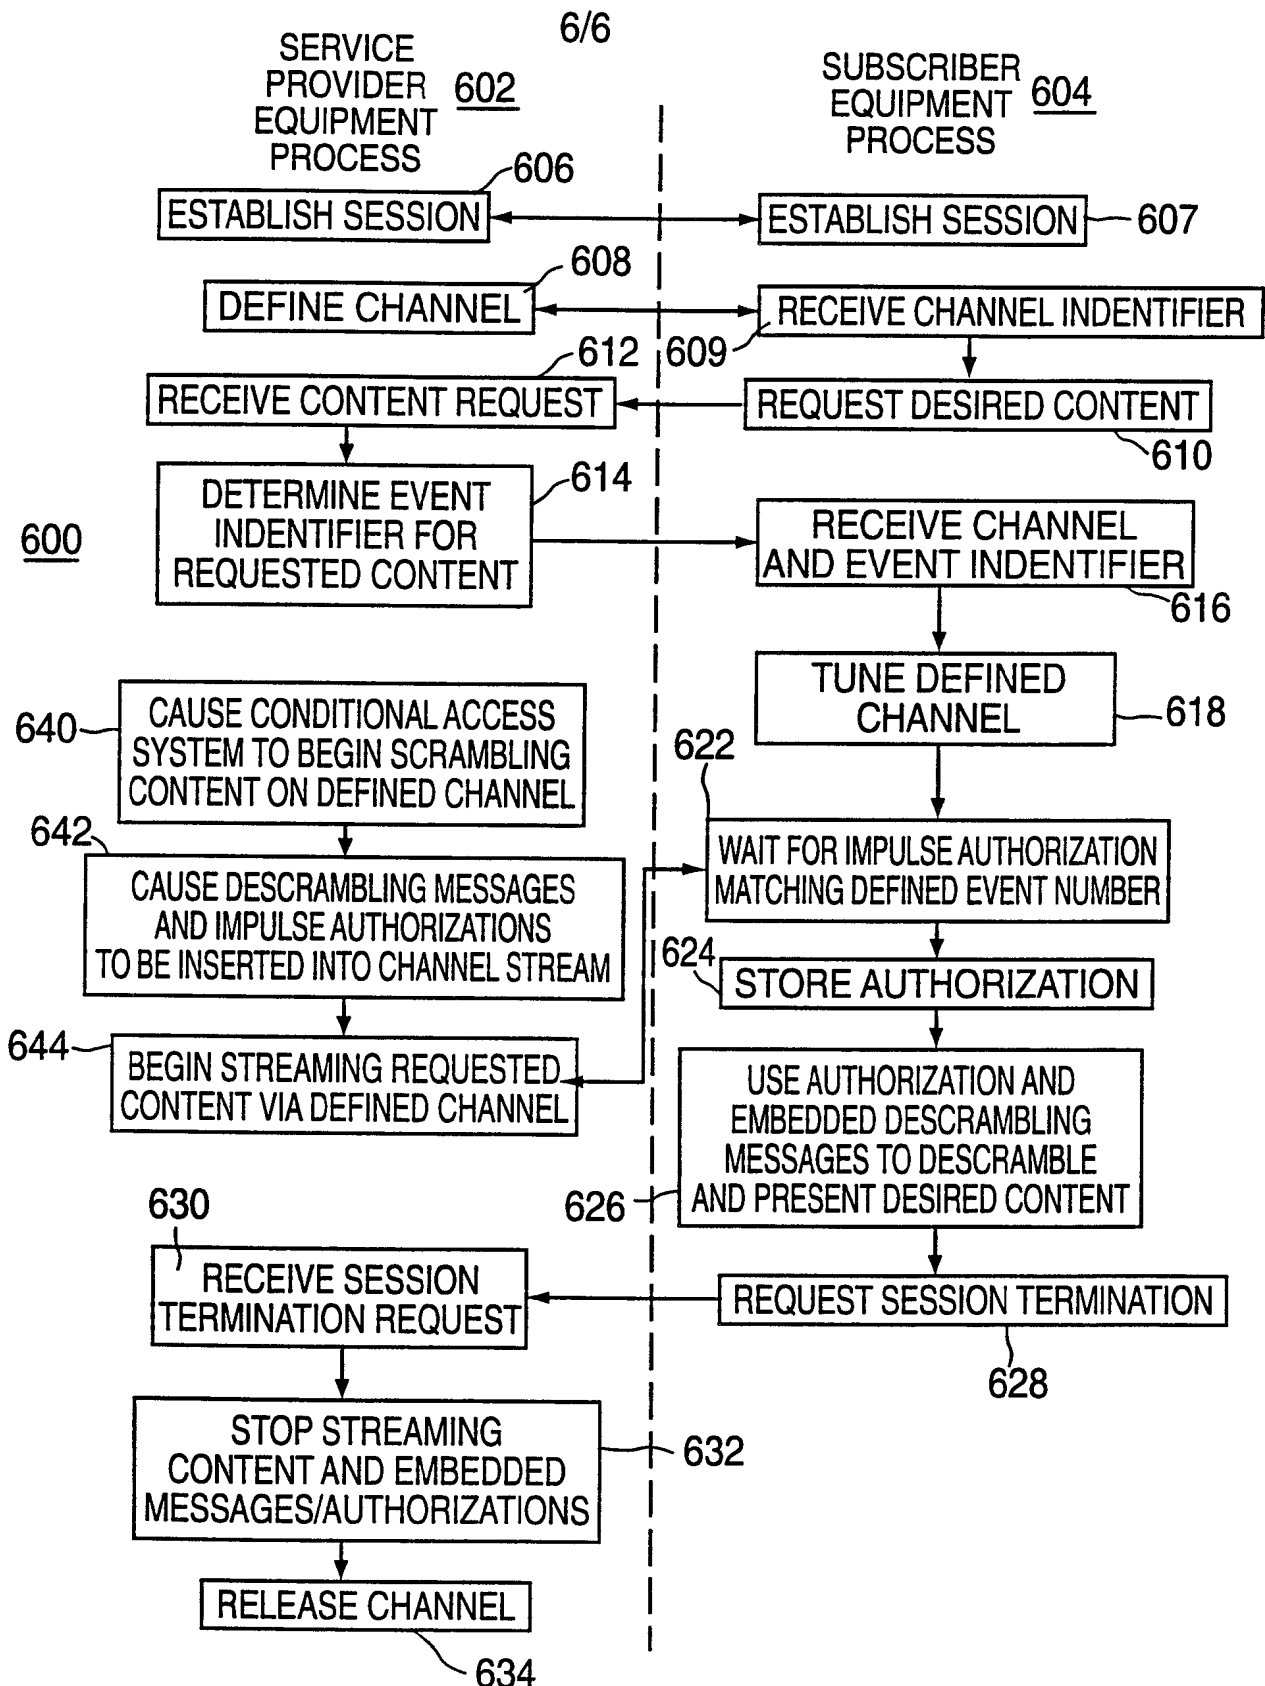 6/6
SERVICE
PROVIDER
EQUIPMENT
PROCESS
602
SUBSCRIBER
EQUIPMENT
PROCESS
604
606
ESTABLISH SESSION
ESTABLISH SESSION
607
608
DEFINE CHANNEL
RECEIVE CHANNEL INDENTIFIER
609
612
RECEIVE CONTENT REQUEST
REQUEST DESIRED CONTENT
610
614
DETERMINE EVENT
INDENTIFIER FOR
REQUESTED CONTENT
600
RECEIVE CHANNEL
AND EVENT INDENTIFIER
616
TUNE DEFINED
CHANNEL
618
640
CAUSE CONDITIONAL ACCESS
SYSTEM TO BEGIN SCRAMBLING
CONTENT ON DEFINED CHANNEL
622
WAIT FOR IMPULSE AUTHORIZATION
MATCHING DEFINED EVENT NUMBER
642
CAUSE DESCRAMBLING MESSAGES
AND IMPULSE AUTHORIZATIONS
TO BE INSERTED INTO CHANNEL STREAM
624
STORE AUTHORIZATION
644
BEGIN STREAMING REQUESTED
CONTENT VIA DEFINED CHANNEL
USE AUTHORIZATION AND
EMBEDDED DESCRAMBLING
MESSAGES TO DESCRAMBLE
AND PRESENT DESIRED CONTENT
626
630
RECEIVE SESSION
TERMINATION REQUEST
REQUEST SESSION TERMINATION
628
STOP STREAMING
CONTENT AND EMBEDDED
MESSAGES/AUTHORIZATIONS
632
RELEASE CHANNEL
634